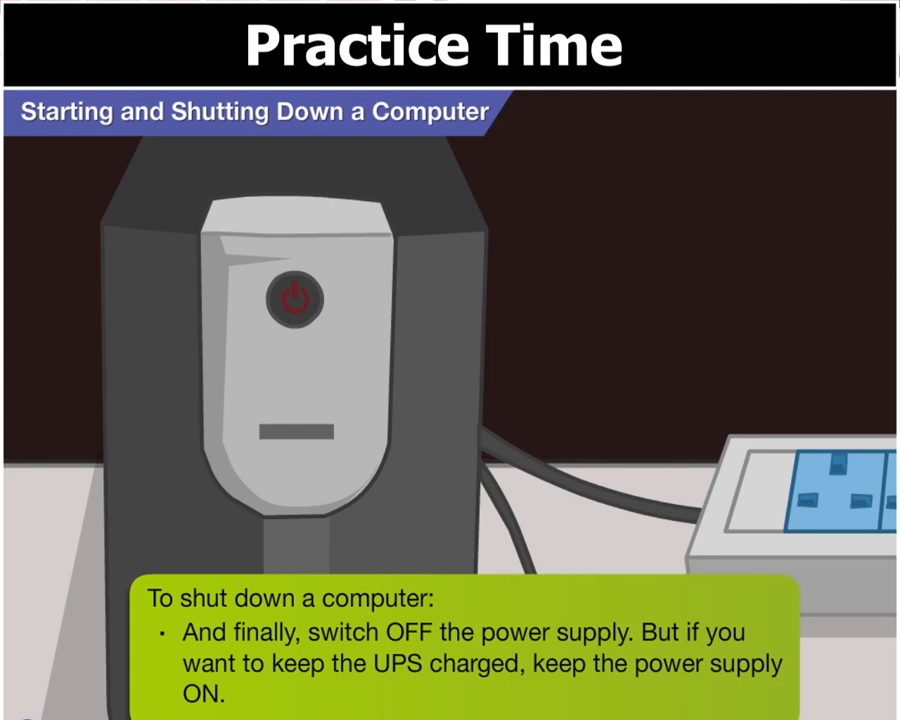 Practice Time
Starting and Shutting Down a Computer
To shut down a computer:
· And finally, switch OFF the power supply. But if you
want to keep the UPS charged, keep the power supply
ON.